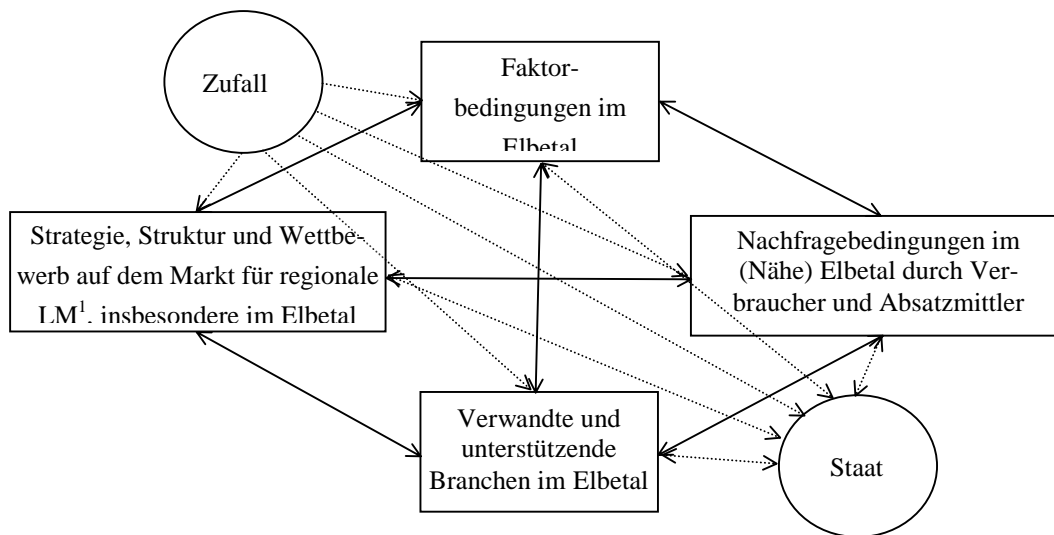 Zufall
Faktor-
bedingungen im
Elbetal
Strategie, Struktur und Wettbe-
werb auf dem Markt für regionale
LM¹, insbesondere im Elbetal
Nachfragebedingungen im
(Nähe) Elbetal durch Ver-
braucher und Absatzmittler
Verwandte und
unterstützende
Branchen im Elbetal
Staat